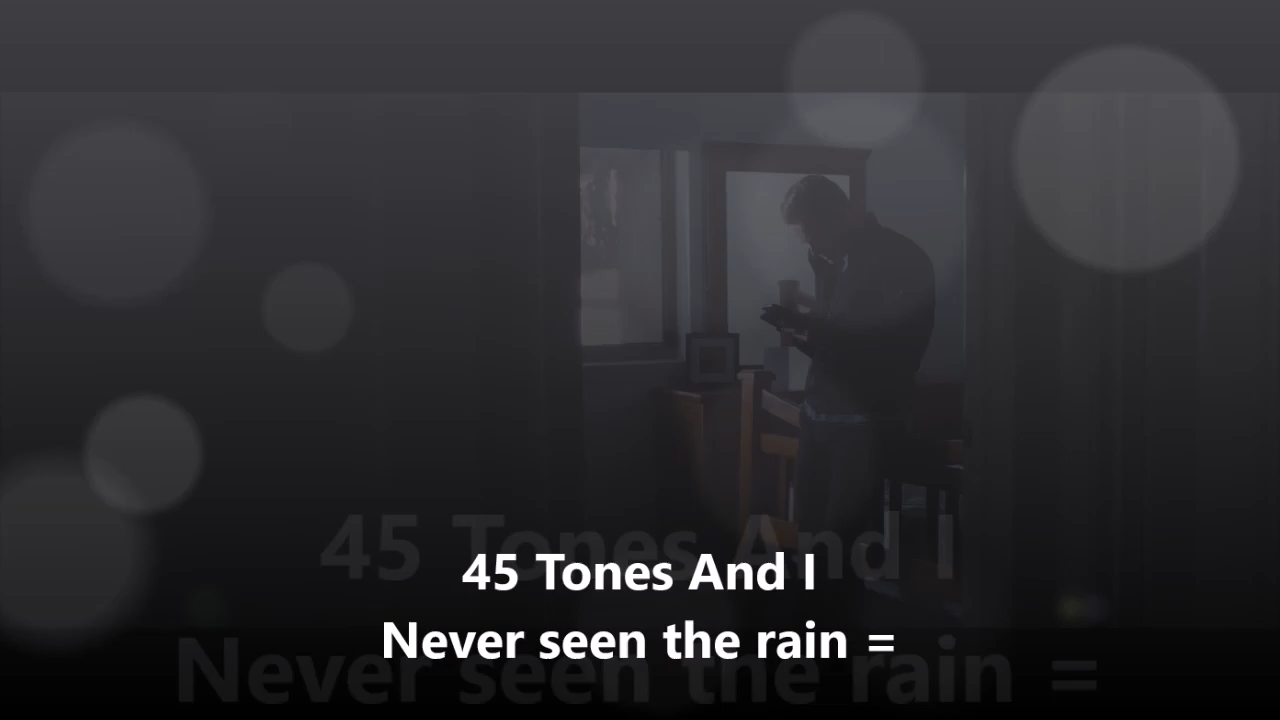 45 Tones And I
Never seen the rain =